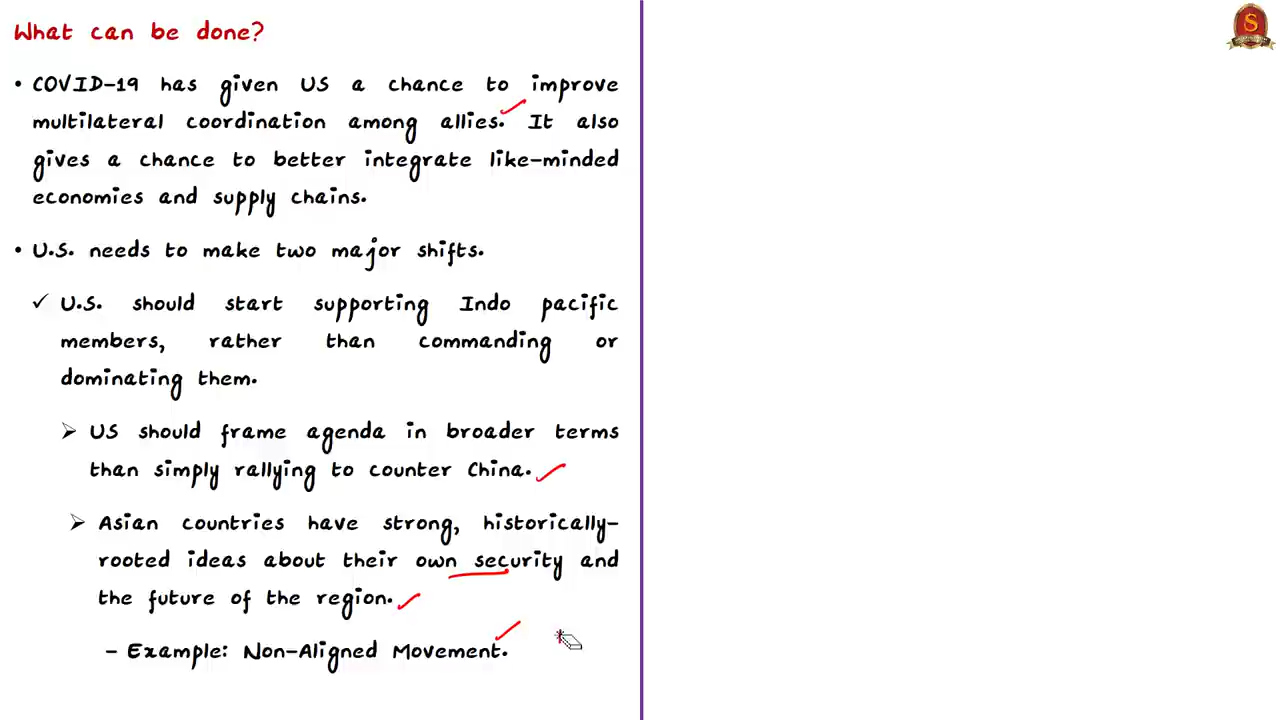 What can be done?
• COVID-19 has given US a chance to improve
multilateral coordination among allies. It also
gives a chance to better integrate like-minded
economies and supply chains.
• U.S. needs to make two major shifts.
✓ U.S. should start supporting Indo pacific
members, rather than commanding or
dominating them.
➢ US should frame agenda in broader terms
than simply rallying to counter China.
➢ Asian countries have strong, historically-
rooted ideas about their own security and
the future of the region.
- Example: Non-Aligned Movement.
S